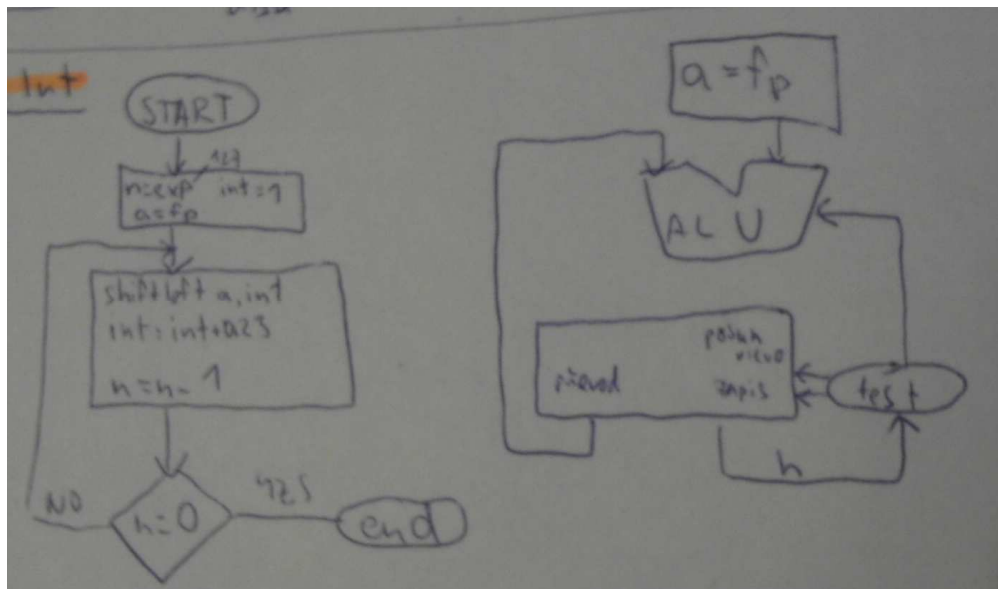 Int
START
127
n=exp int=1
a=fp
shift left a, int
int: int+a23
n=n-1
n=0
NO
YES
end
a=fp
ALU
posun
vlevo
převod zápis
test
n